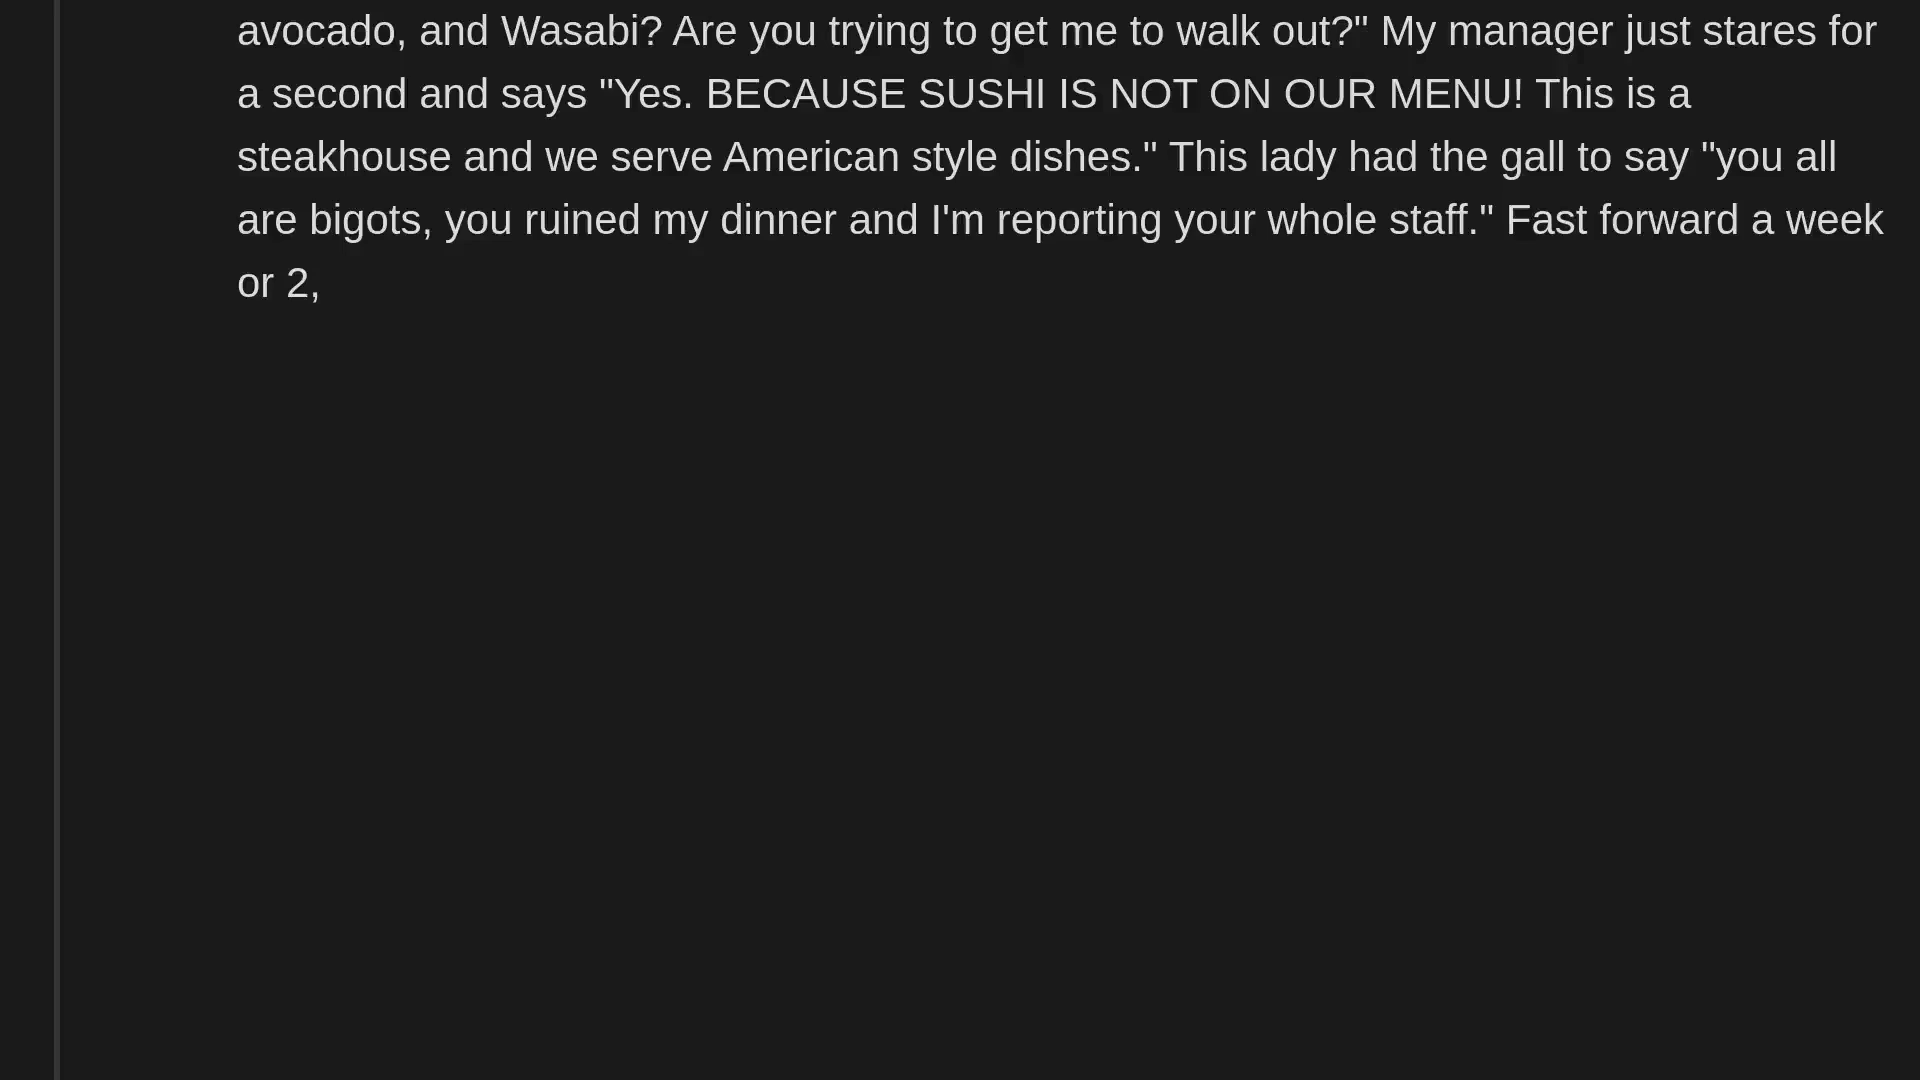 avocado, and Wasabi? Are you trying to get me to walk out?" My manager just stares for
a second and says "Yes. BECAUSE SUSHI IS NOT ON OUR MENU! This is a
steakhouse and we serve American style dishes." This lady had the gall to say "you all
are bigots, you ruined my dinner and I'm reporting your whole staff." Fast forward a week
or 2,